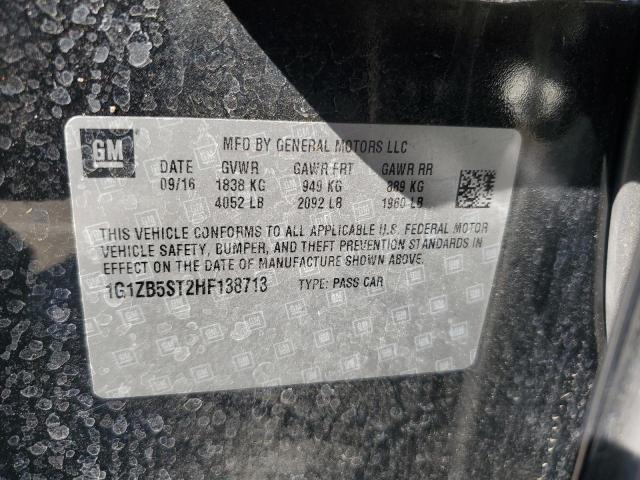 GM
MFD BY GENERAL MOTORS LLC
DATE GVWR GAWR FRT GAWR RR
09/16 1838 KG 949 KG 889 KG
4052 LB 2092 LB 1960 LB
THIS VEHICLE CONFORMS TO ALL APPLICABLE U.S. FEDERAL MOTOR
VEHICLE SAFETY, BUMPER, AND THEFT PREVENTION STANDARDS IN
EFFECT ON THE DATE OF MANUFACTURE SHOWN ABOVE.
1G1ZB5ST2HF138713 TYPE: PASS CAR